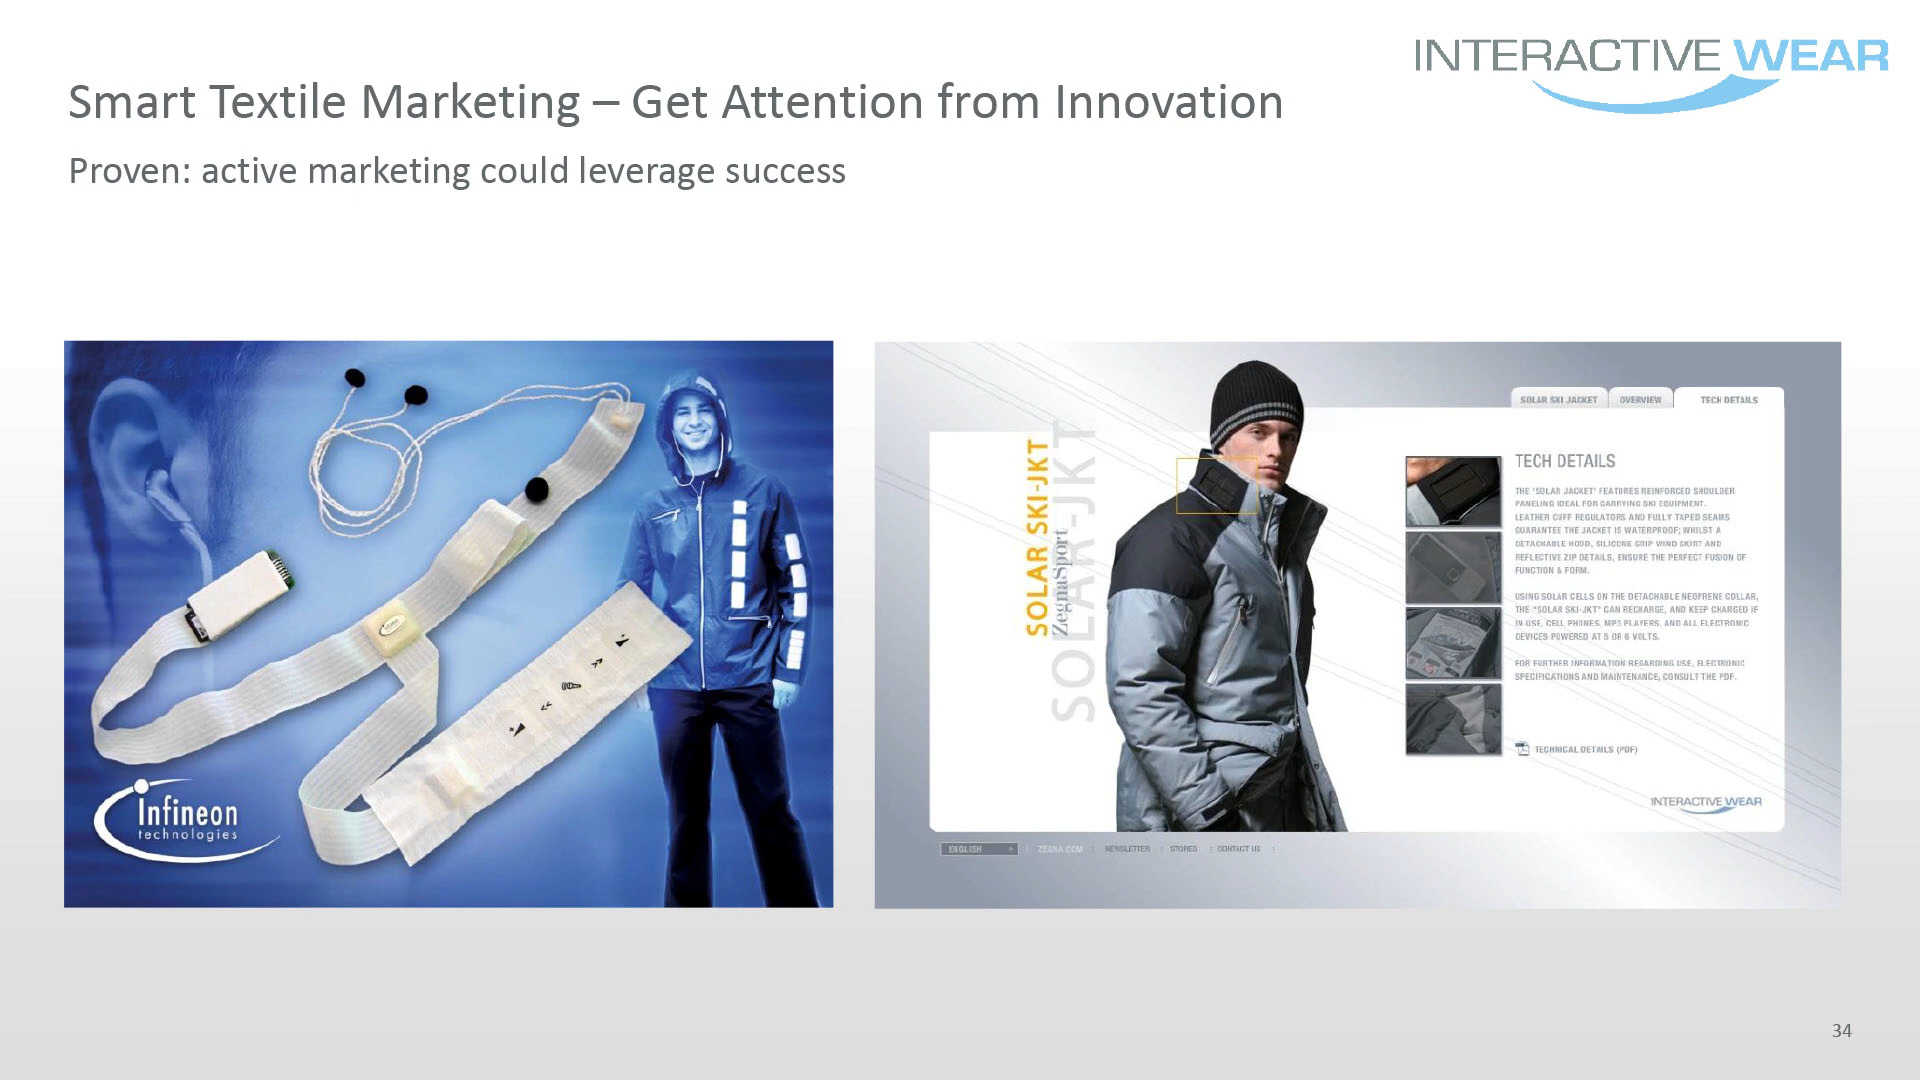 INTERACTIVE WEAR
Smart Textile Marketing – Get Attention from Innovation
Proven: active marketing could leverage success
Infineon
technologies
Infineon
SOLAR SKI-JKT
ZegnaSport
SOLAR-JKT
SOLAR SKI JACKET
OVERVIEW
TECH DETAILS
TECH DETAILS
THE 'SOLAR JACKET' FEATURES REINFORCED SHOULDER
PANELING IDEAL FOR CARRYING SKI EQUIPMENT.
LEATHER CUFF REGULATORS AND FULLY TAPED SEAMS
GUARANTEE THE JACKET IS WATERPROOF; WHILST A
DETACHABLE HOOD, SILICONE GRIP WIND SKIRT AND
REFLECTIVE ZIP DETAILS, ENSURE THE PERFECT FUSION OF
FUNCTION & FORM.
USING SOLAR CELLS ON THE DETACHABLE NEOPRENE COLLAR,
THE "SOLAR SKI-JKT" CAN RECHARGE, AND KEEP CHARGED IF
IN-USE, CELL PHONES, MP3 PLAYERS, AND ALL ELECTRONIC
DEVICES POWERED AT 5 OR 6 VOLTS.
FOR FURTHER INFORMATION REGARDING USE, ELECTRONIC
SPECIFICATIONS AND MAINTENANCE, CONSULT THE PDF.
TECHNICAL DETAILS (PDF)
INTERACTIVE WEAR
ENGLISH
ZEGNA.COM
NEWSLETTER
STORES
CONTACT US
34